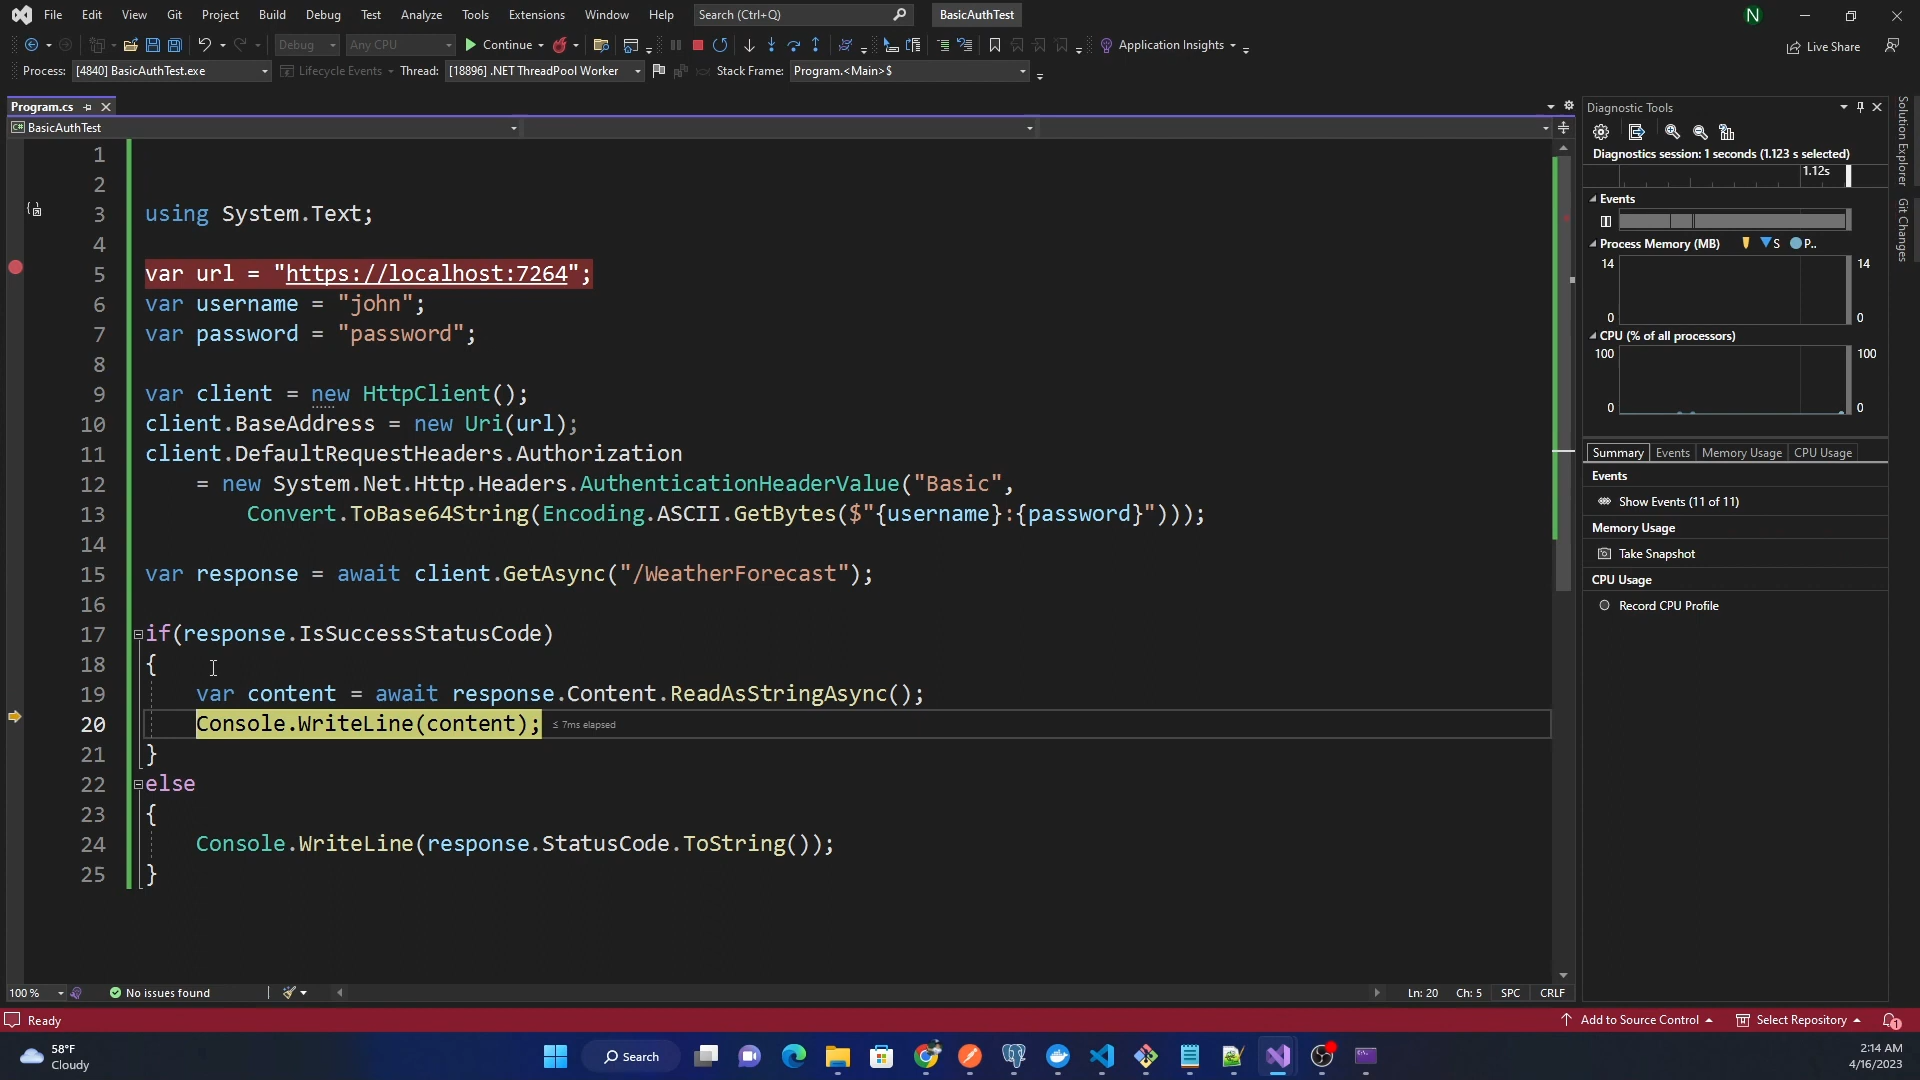 File Edit View Git Project Build Debug Test Analyze Tools Extensions Window Help Search (Ctrl+Q) BasicAuthTest N
Debug Any CPU Continue Application Insights Live Share
Process: [4840] BasicAuthTest.exe Lifecycle Events Thread: [18896] .NET ThreadPool Worker Stack Frame: Program.<Main>$
Program.cs
C# BasicAuthTest
1
2
3 using System.Text;
4
5 var url = "https://localhost:7264";
6 var username = "john";
7 var password = "password";
8
9 var client = new HttpClient();
10 client.BaseAddress = new Uri(url);
11 client.DefaultRequestHeaders.Authorization
12 = new System.Net.Http.Headers.AuthenticationHeaderValue("Basic",
13 Convert.ToBase64String(Encoding.ASCII.GetBytes($"{username}:{password}")));
14
15 var response = await client.GetAsync("/WeatherForecast");
16
17 if(response.IsSuccessStatusCode)
18 {
19 var content = await response.Content.ReadAsStringAsync();
20 Console.WriteLine(content); ≤ 7ms elapsed
21 }
22 else
23 {
24 Console.WriteLine(response.StatusCode.ToString());
25 }
Diagnostic Tools
Diagnostics session: 1 seconds (1.123 s selected)
1.12s
Events
Process Memory (MB) S P..
14 14
0 0
CPU (% of all processors)
100 100
0 0
Summary Events Memory Usage CPU Usage
Events
Show Events (11 of 11)
Memory Usage
Take Snapshot
CPU Usage
Record CPU Profile
Solution Explorer
Git Changes
100 % No issues found Ln: 20 Ch: 5 SPC CRLF
Ready Add to Source Control Select Repository 1
58°F
Cloudy
Search
2:14 AM
4/16/2023